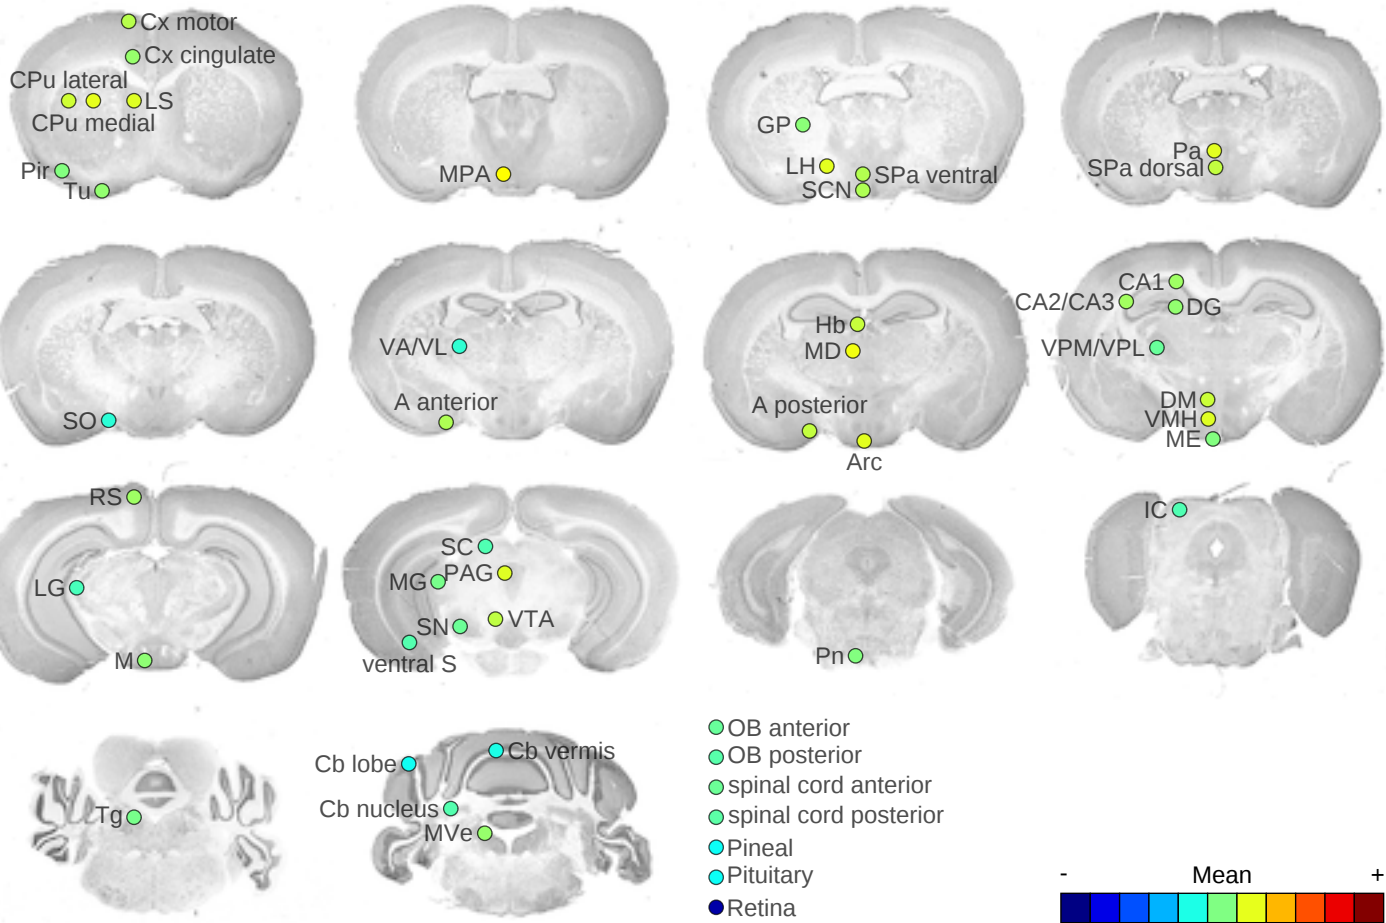 Cx motor
Cx cingulate
CPu lateral
LS
CPu medial
Pir
Tu
MPA
GP
LH
SPa ventral
SCN
Pa
SPa dorsal
SO
VA/VL
A anterior
Hb
MD
A posterior
Arc
CA1
CA2/CA3
DG
VPM/VPL
DM
VMH
ME
RS
LG
M
SC
MG
PAG
SN
VTA
ventral S
Pn
IC
Tg
Cb lobe
Cb vermis
Cb nucleus
MVe
OB anterior
OB posterior
spinal cord anterior
spinal cord posterior
Pineal
Pituitary
Retina
- Mean +